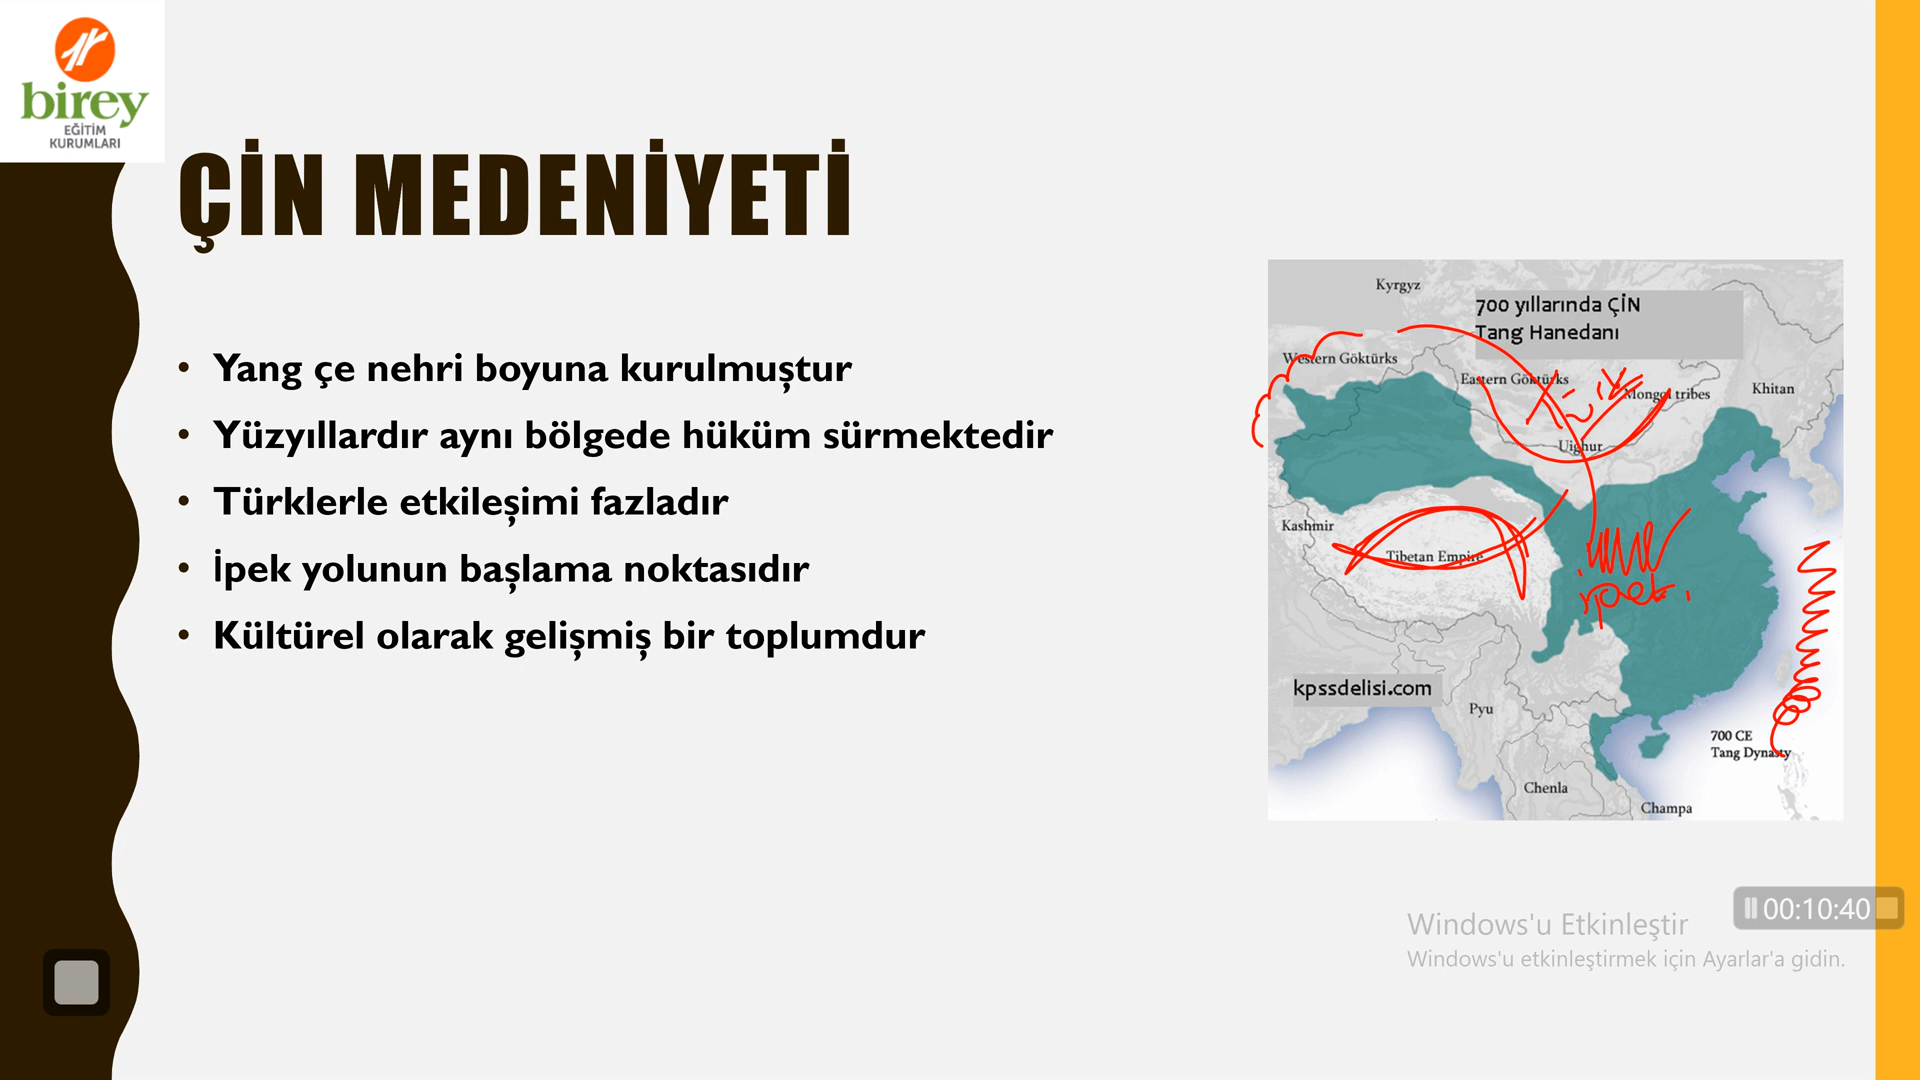 birey
EĞİTİM
KURUMLARI
ÇİN MEDENİYETİ
• Yang çe nehri boyuna kurulmuştur
• Yüzyıllardır aynı bölgede hüküm sürmektedir
• Türklerle etkileşimi fazladır
• İpek yolunun başlama noktasıdır
• Kültürel olarak gelişmiş bir toplumdur
Kyrgyz
700 yıllarında ÇİN
Tang Hanedanı
Western Göktürks
Eastern Göktürks
Mongol tribes
Khitan
Uighur
Kashmir
Tibetan Empire
ipek
kpssdelisi.com
Pyu
700 CE
Tang Dynasty
Chenla
Champa
00:10:40
Windows'u Etkinleştir
Windows'u etkinleştirmek için Ayarlar'a gidin.